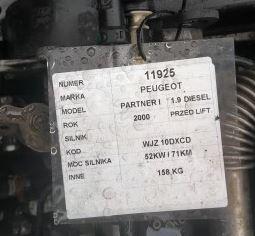 NUMER 11925
MARKA PEUGEOT
MODEL PARTNER I 1.9 DIESEL
ROK 2000 PRZED LIFT
SILNIK
KOD WJZ 10DXCD
MOC SILNIKA 52KW / 71KM
INNE 158 KG